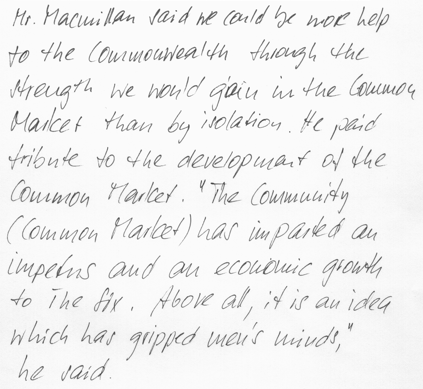 Mr. Macmillan said we could be more help
to the Commonwealth through the
strength we would gain in the Common
Market than by isolation. He paid
tribute to the development of the
Common Market. "The Community
(Common Market) has imparted an
impetus and an economic growth
to The Six. Above all, it is an idea
which has gripped men's minds,"
he said.